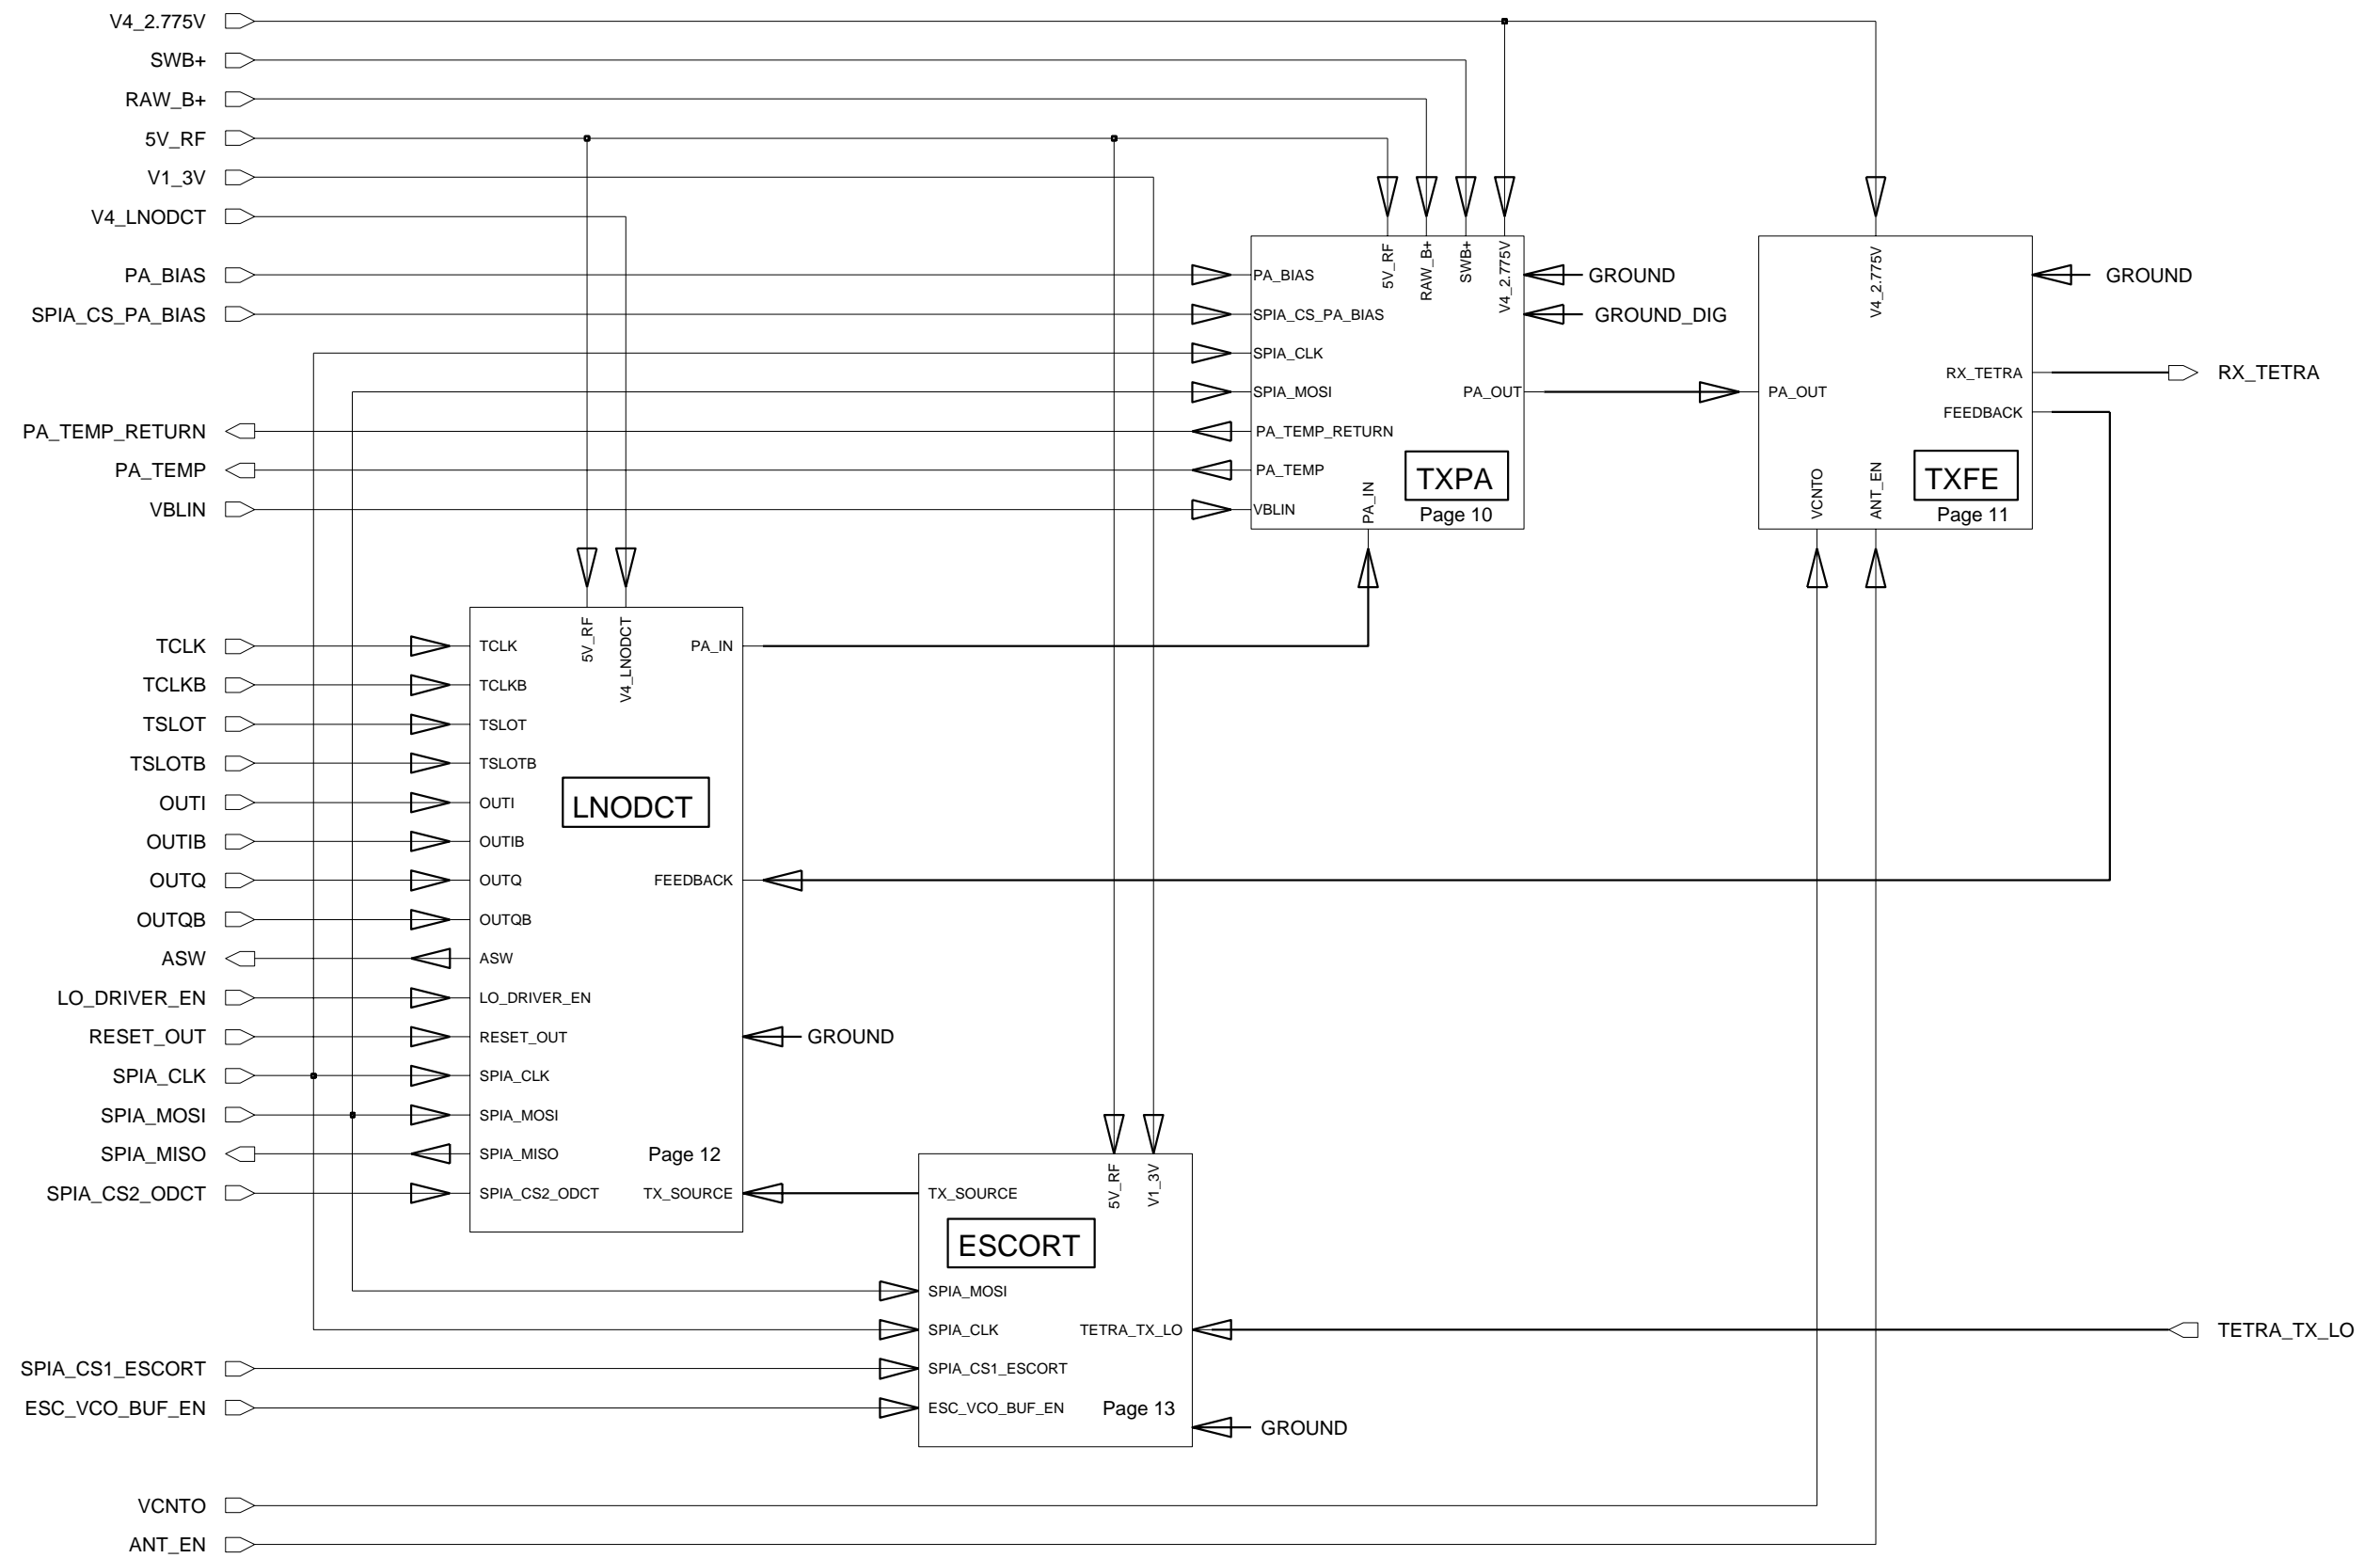 V4_2.775V
SWB+
RAW_B+
5V_RF
V1_3V
V4_LNODCT
PA_BIAS
SPIA_CS_PA_BIAS
PA_TEMP_RETURN
PA_TEMP
VBLIN
TCLK
TCLKB
TSLOT
TSLOTB
OUTI
OUTIB
OUTQ
OUTQB
ASW
LO_DRIVER_EN
RESET_OUT
SPIA_CLK
SPIA_MOSI
SPIA_MISO
SPIA_CS2_ODCT
SPIA_CS1_ESCORT
ESC_VCO_BUF_EN
VCNTO
ANT_EN
5V_RF
RAW_B+
SWB+
V4_2.775V
PA_BIAS
SPIA_CS_PA_BIAS
SPIA_CLK
SPIA_MOSI
PA_TEMP_RETURN
PA_TEMP
VBLIN
PA_IN
PA_OUT
TXPA
Page 10
GROUND
GROUND_DIG
V4_2.775V
PA_OUT
RX_TETRA
FEEDBACK
VCNTO
ANT_EN
TXFE
Page 11
GROUND
RX_TETRA
5V_RF
V4_LNODCT
TCLK
TCLKB
TSLOT
TSLOTB
OUTI
OUTIB
OUTQ
OUTQB
ASW
LO_DRIVER_EN
RESET_OUT
SPIA_CLK
SPIA_MOSI
SPIA_MISO
SPIA_CS2_ODCT
PA_IN
LNODCT
FEEDBACK
GROUND
Page 12
TX_SOURCE
TX_SOURCE
5V_RF
V1_3V
ESCORT
SPIA_MOSI
SPIA_CLK
SPIA_CS1_ESCORT
ESC_VCO_BUF_EN
TETRA_TX_LO
Page 13
GROUND
TETRA_TX_LO